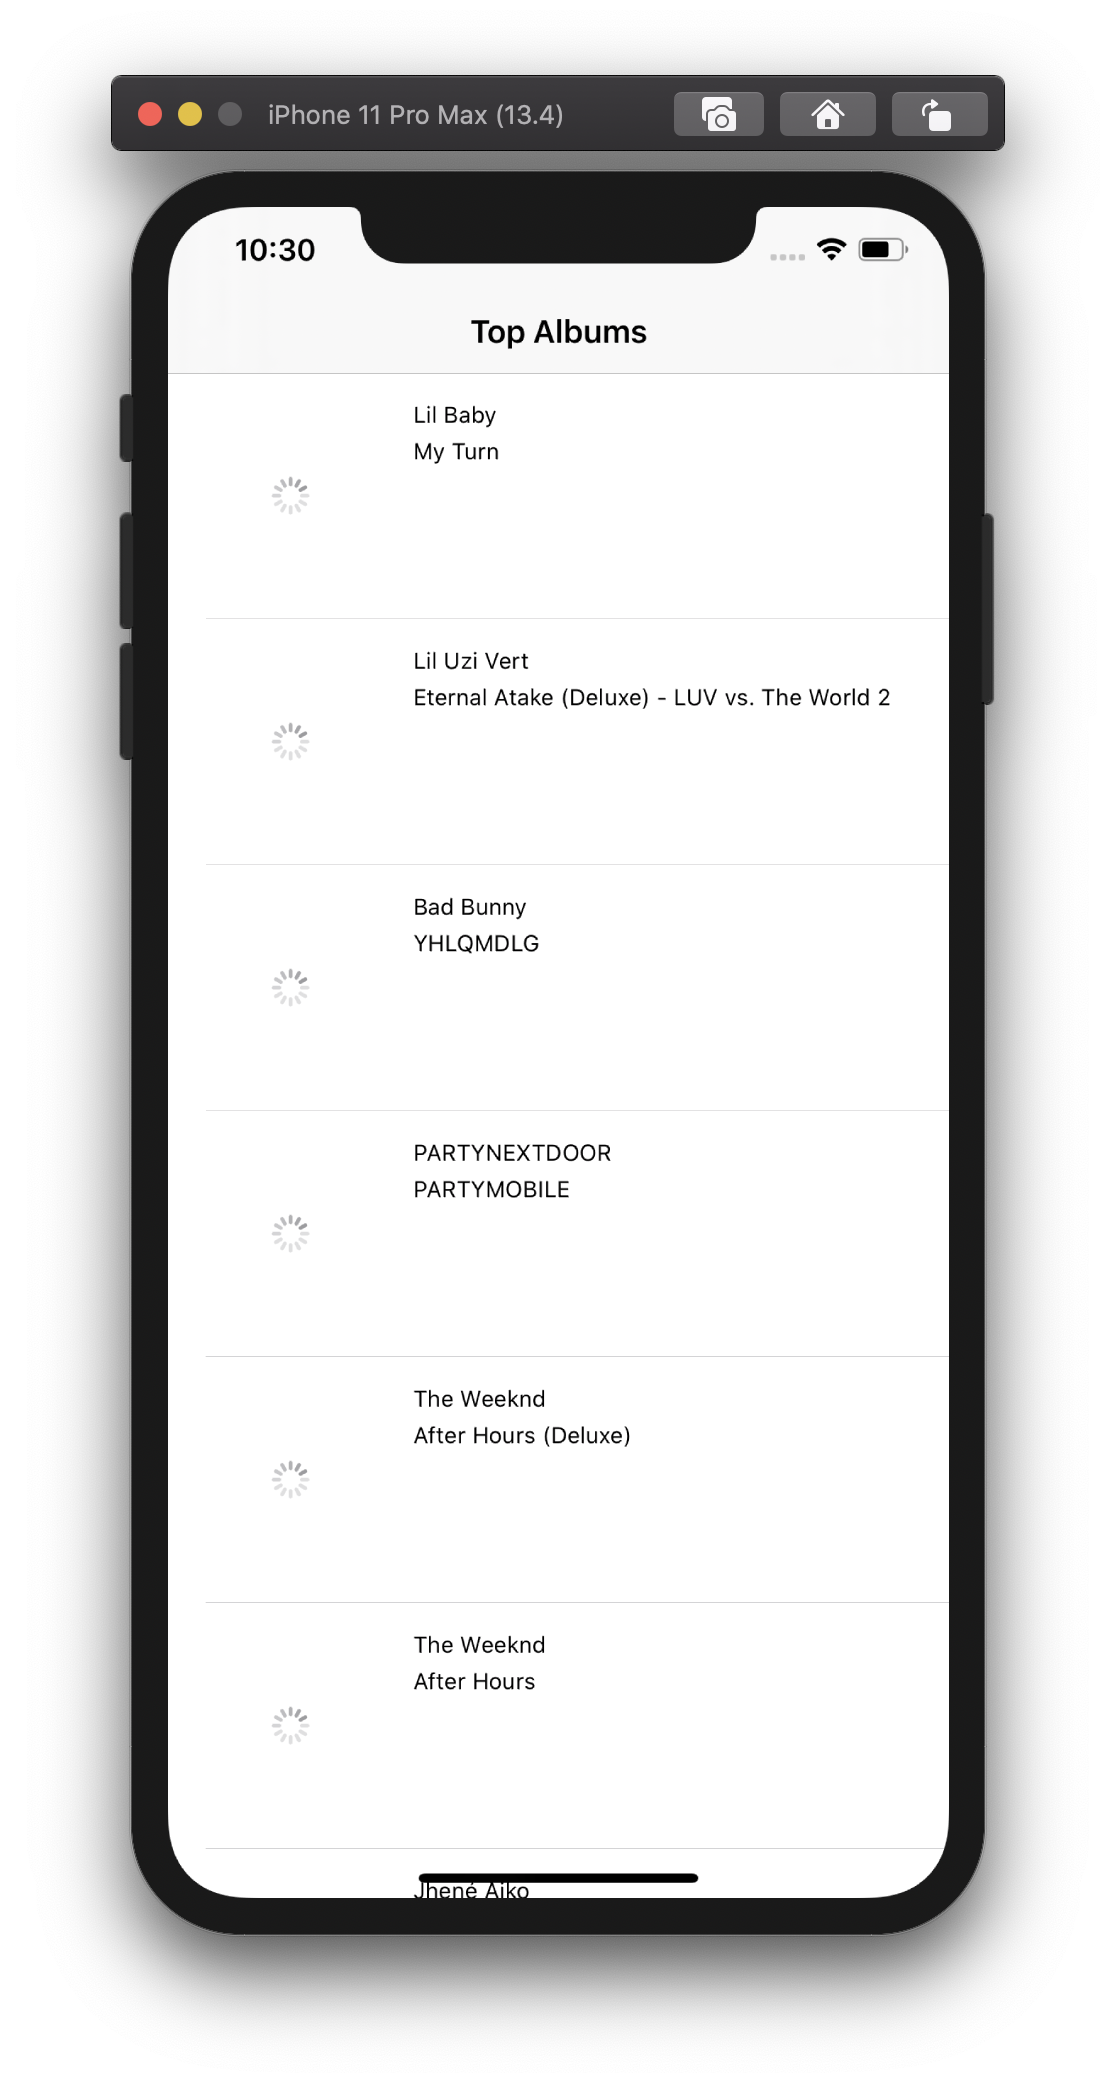 iPhone 11 Pro Max (13.4)
10:30
Top Albums
Lil Baby
My Turn
Lil Uzi Vert
Eternal Atake (Deluxe) - LUV vs. The World 2
Bad Bunny
YHLQMDLG
PARTYNEXTDOOR
PARTYMOBILE
The Weeknd
After Hours (Deluxe)
The Weeknd
After Hours
Jhené Aiko